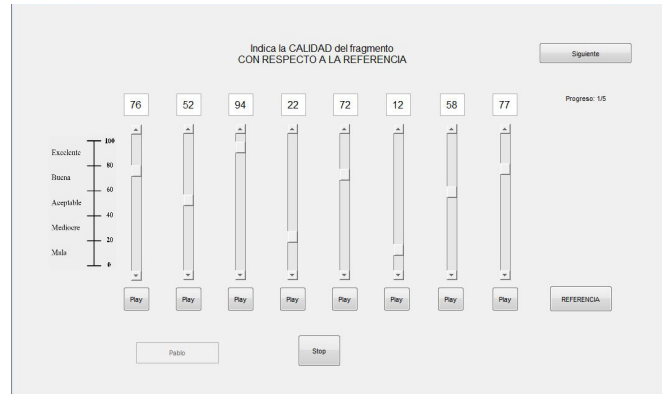 Indica la CALIDAD del fragmento
CON RESPECTO A LA REFERENCIA
Siguiente
Progreso: 1/5
76 52 94 22 72 12 58 77
100
Excelente
80
Buena
60
Aceptable
40
Mediocre
20
Mala
0
Play Play Play Play Play Play Play Play REFERENCIA
Pablo
Stop